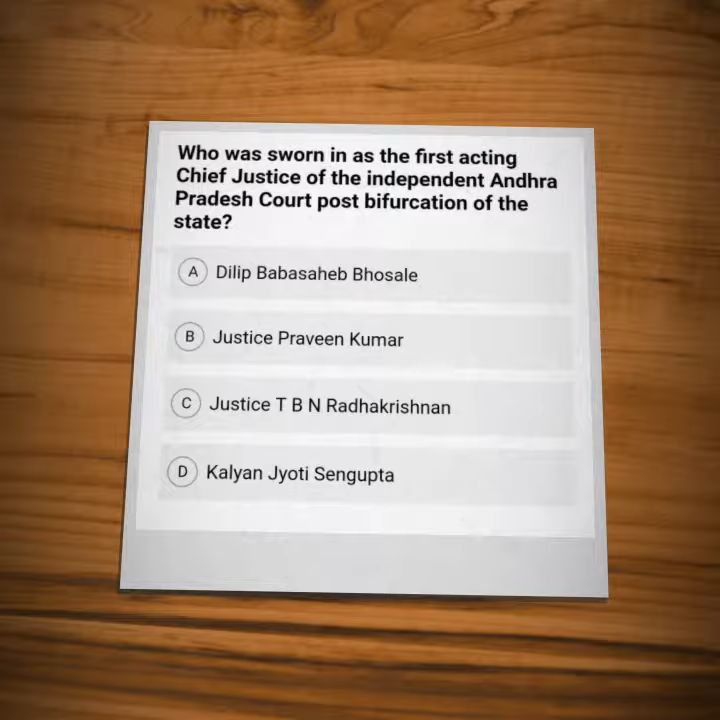 Who was sworn in as the first acting
Chief Justice of the independent Andhra
Pradesh Court post bifurcation of the
state?
A Dilip Babasaheb Bhosale
B Justice Praveen Kumar
C Justice T B N Radhakrishnan
D Kalyan Jyoti Sengupta